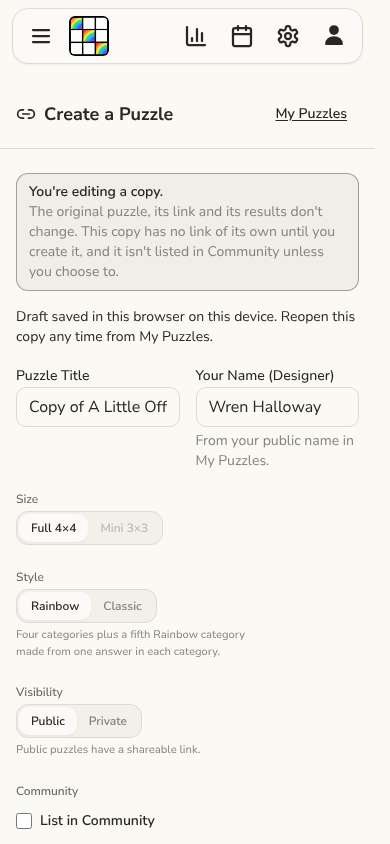 Create a Puzzle
My Puzzles
You're editing a copy.
The original puzzle, its link and its results don't
change. This copy has no link of its own until you
create it, and it isn't listed in Community unless
you choose to.
Draft saved in this browser on this device. Reopen this
copy any time from My Puzzles.
Puzzle Title
Your Name (Designer)
Copy of A Little Off
Wren Halloway
From your public name in
My Puzzles.
Size
Full 4×4
Mini 3×3
Style
Rainbow
Classic
Four categories plus a fifth Rainbow category
made from one answer in each category.
Visibility
Public
Private
Public puzzles have a shareable link.
Community
List in Community